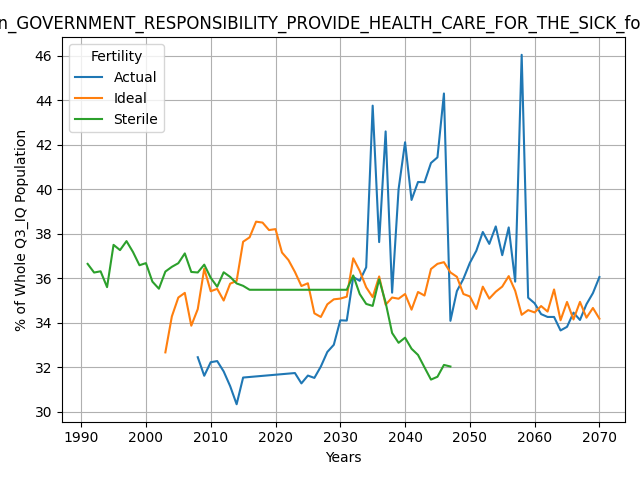 n_GOVERNMENT_RESPONSIBILITY_PROVIDE_HEALTH_CARE_FOR_THE_SICK_fo
Fertility
Actual
Ideal
Sterile
% of Whole Q3_IQ Population
46
44
42
40
38
36
34
32
30
1990 2000 2010 2020 2030 2040 2050 2060 2070
Years